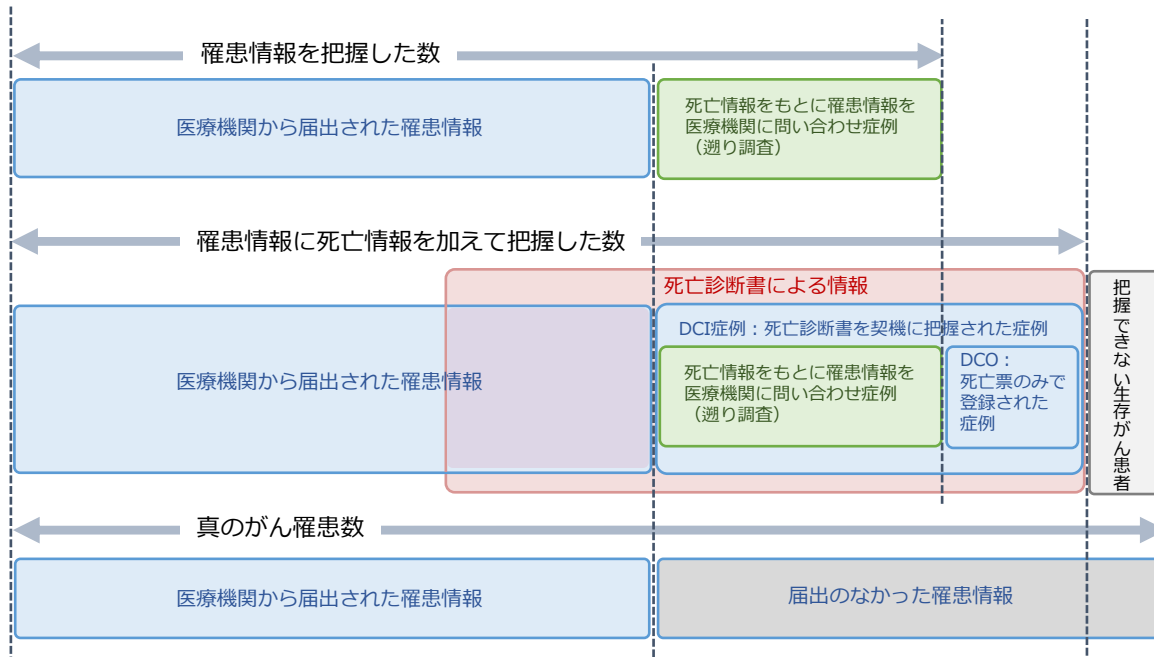 罹患情報を把握した数
医療機関から届出された罹患情報
死亡情報をもとに罹患情報を
医療機関に問い合わせ症例
（遡り調査）
罹患情報に死亡情報を加えて把握した数
死亡診断書による情報
医療機関から届出された罹患情報
DCI症例：死亡診断書を契機に把握された症例
死亡情報をもとに罹患情報を
医療機関に問い合わせ症例
（遡り調査）
DCO：
死亡票のみで
登録された
症例
把握できない生存がん患者
真のがん罹患数
医療機関から届出された罹患情報
届出のなかった罹患情報